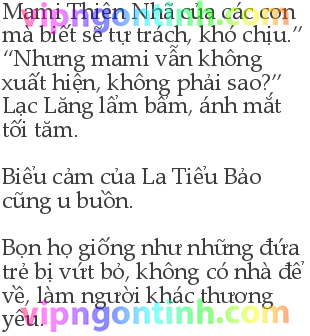 Mami Thiên Nhã của các con
vipngontinh.com
mà biết sẽ tự trách, khó chịu.”
“Nhưng mami vẫn không
xuất hiện, không phải sao?”
Lạc Lăng lẩm bẩm, ánh mắt
tối tăm.
Biểu cảm của La Tiểu Bảo
cũng u buồn.
Bọn họ giống như những đứa
trẻ bị vứt bỏ, không có nhà để
về, làm người khác thương
yêu.
vipngontinh.com